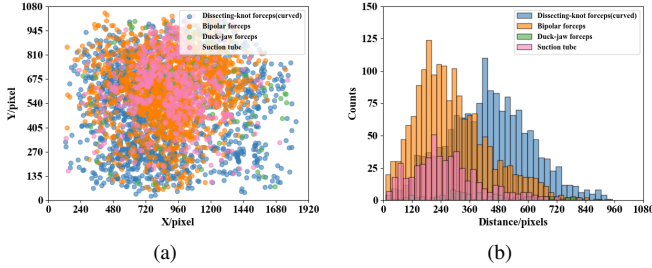 1080
945
810
675
540
405
270
135
0
Y/pixel
0 240 480 720 960 1200 1440 1680 1920
X/pixel
Dissecting-knot forceps(curved)
Bipolar forceps
Duck-jaw forceps
Suction tube
(a)
150
125
100
75
50
25
0
Counts
0 120 240 360 480 600 720 840 960 1080
Distance/pixels
Dissecting-knot forceps(curved)
Bipolar forceps
Duck-jaw forceps
Suction tube
(b)